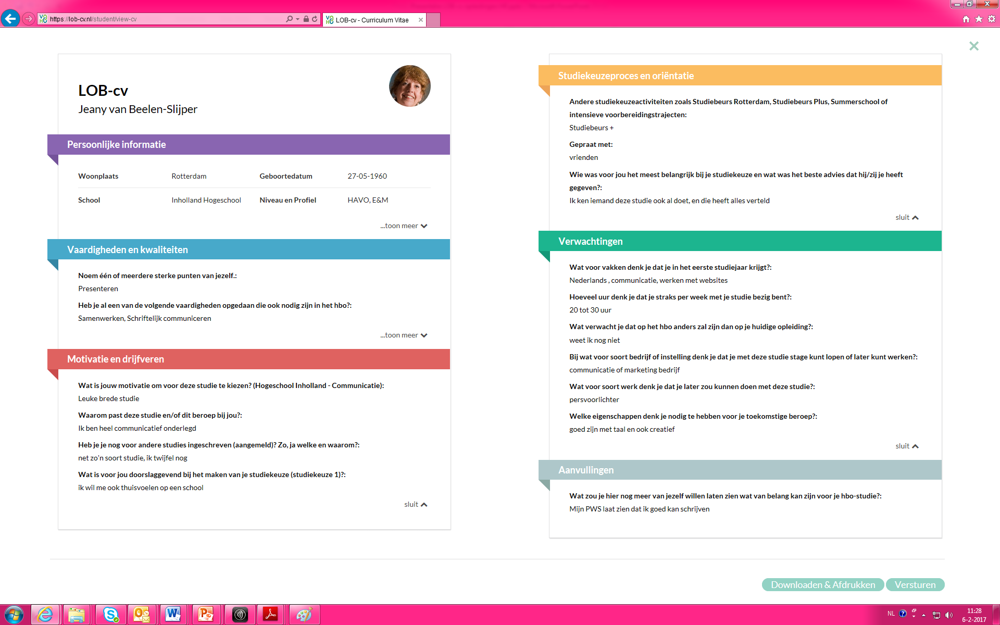 https://lob-cv.nl/student/view-cv
LOB-cv - Curriculum Vitae
LOB-cv
Jeany van Beelen-Slijper
Persoonlijke informatie
Woonplaats Rotterdam Geboortedatum 27-05-1960
School Inholland Hogeschool Niveau en Profiel HAVO, E&M
...toon meer
Vaardigheden en kwaliteiten
Noem één of meerdere sterke punten van jezelf.:
Presenteren
Heb je al een van de volgende vaardigheden opgedaan die ook nodig zijn in het hbo?:
Samenwerken, Schriftelijk communiceren
...toon meer
Motivatie en drijfveren
Wat is jouw motivatie om voor deze studie te kiezen? (Hogeschool Inholland - Communicatie):
Leuke brede studie
Waarom past deze studie en/of dit beroep bij jou?:
Ik ben heel communicatief onderlegd
Heb je je nog voor andere studies ingeschreven (aangemeld)? Zo, ja welke en waarom?:
net zo'n soort studie, ik twijfel nog
Wat is voor jou doorslaggevend bij het maken van je studiekeuze (studiekeuze 1)?:
ik wil me ook thuisvoelen op een school
sluit
Studiekeuzeproces en oriëntatie
Andere studiekeuzeactiviteiten zoals Studiebeurs Rotterdam, Studiebeurs Plus, Summerschool of
intensieve voorbereidingstrajecten:
Studiebeurs +
Gepraat met:
vrienden
Wie was voor jou het meest belangrijk bij je studiekeuze en wat was het beste advies dat hij/zij je heeft
gegeven?:
Ik ken iemand deze studie ook al doet, en die heeft alles verteld
sluit
Verwachtingen
Wat voor vakken denk je dat je in het eerste studiejaar krijgt?:
Nederlands , communicatie, werken met websites
Hoeveel uur denk je dat je straks per week met je studie bezig bent?:
20 tot 30 uur
Wat verwacht je dat op het hbo anders zal zijn dan op je huidige opleiding?:
weet ik nog niet
Bij wat voor soort bedrijf of instelling denk je dat je met deze studie stage kunt lopen of later kunt werken?:
communicatie of marketing bedrijf
Wat voor soort werk denk je dat je later zou kunnen doen met deze studie?:
persvoorlichter
Welke eigenschappen denk je nodig te hebben voor je toekomstige beroep?:
goed zijn met taal en ook creatief
sluit
Aanvullingen
Wat zou je hier nog meer van jezelf willen laten zien wat van belang kan zijn voor je hbo-studie?:
Mijn PWS laat zien dat ik goed kan schrijven
Downloaden & Afdrukken Versturen
NL
11:28
6-2-2017